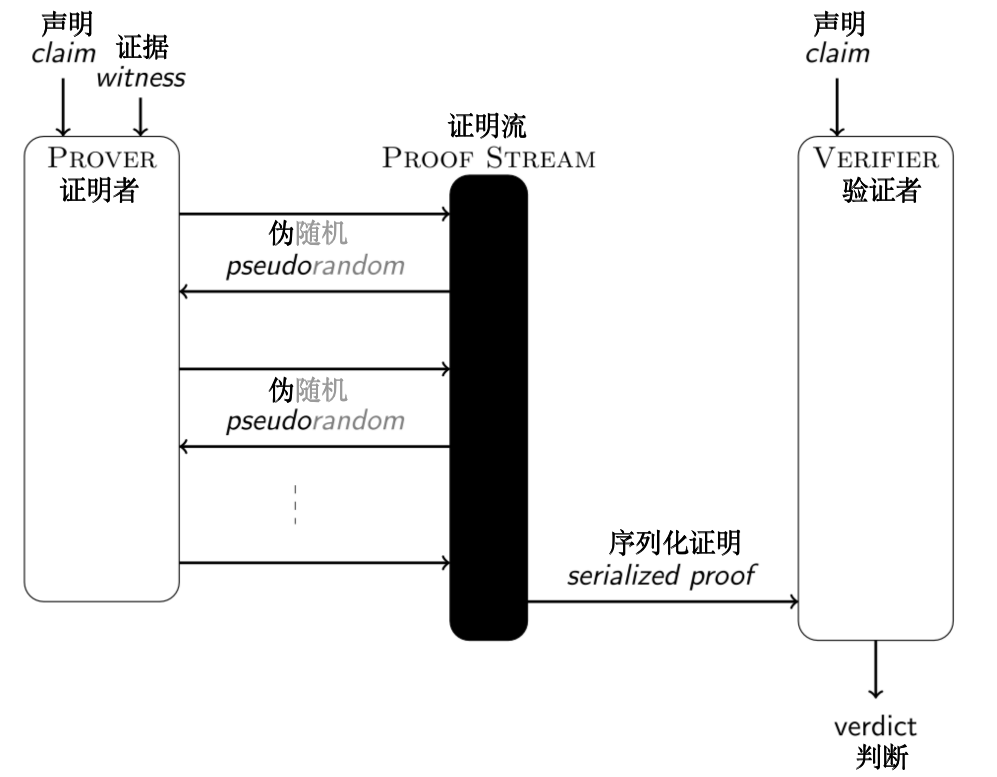 声明
claim
证据
witness
PROVER
证明者
证明流
PROOF STREAM
伪随机
pseudorandom
伪随机
pseudorandom
序列化证明
serialized proof
声明
claim
VERIFIER
验证者
verdict
判断